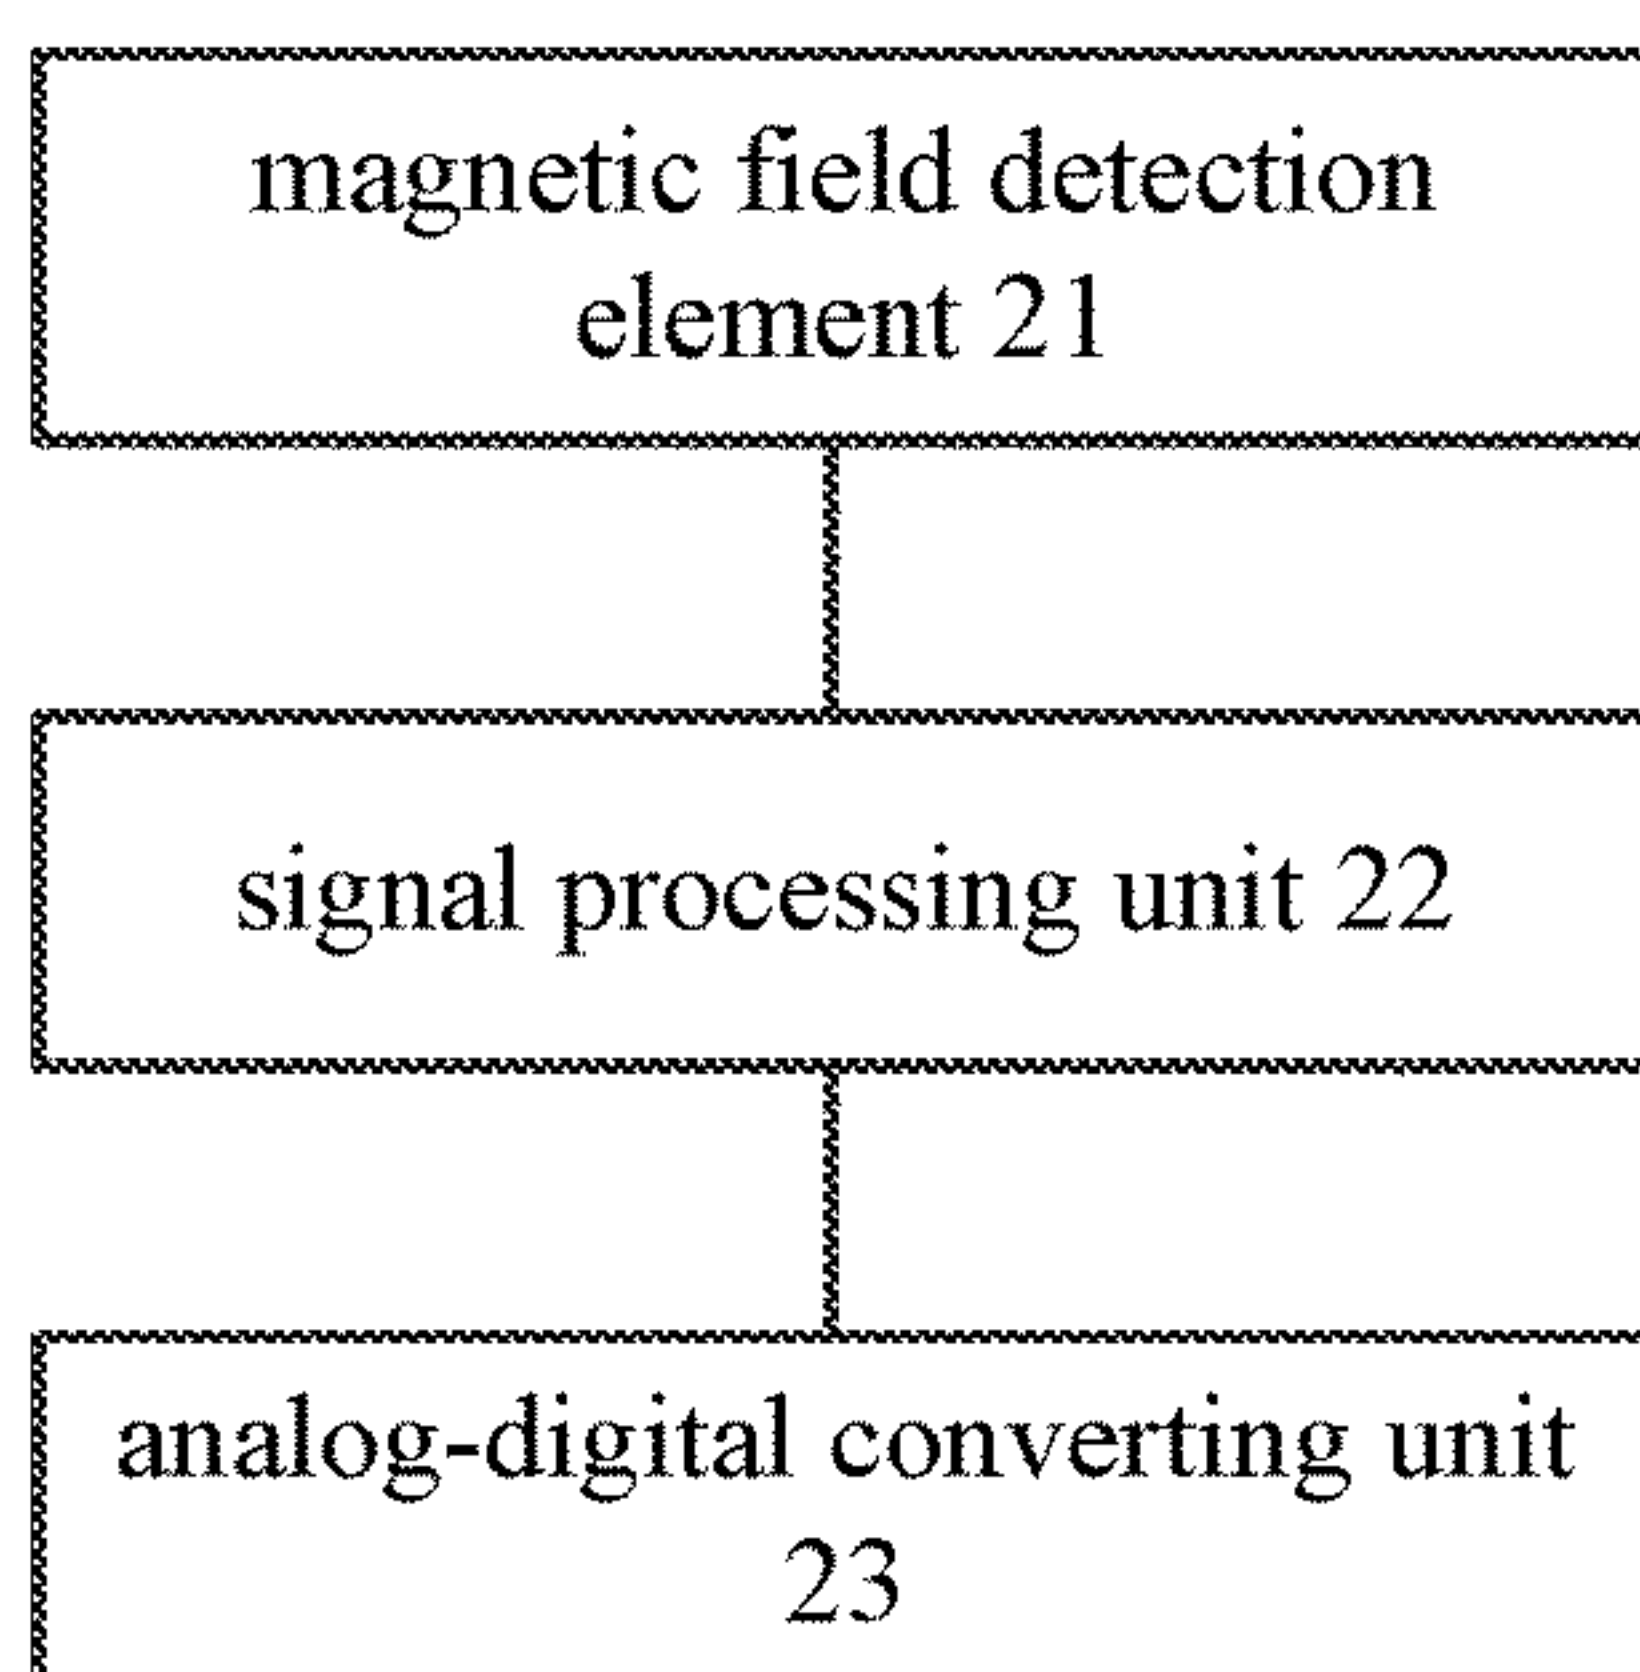 magnetic field detection
element 21
signal processing unit 22
analog-digital converting unit
23